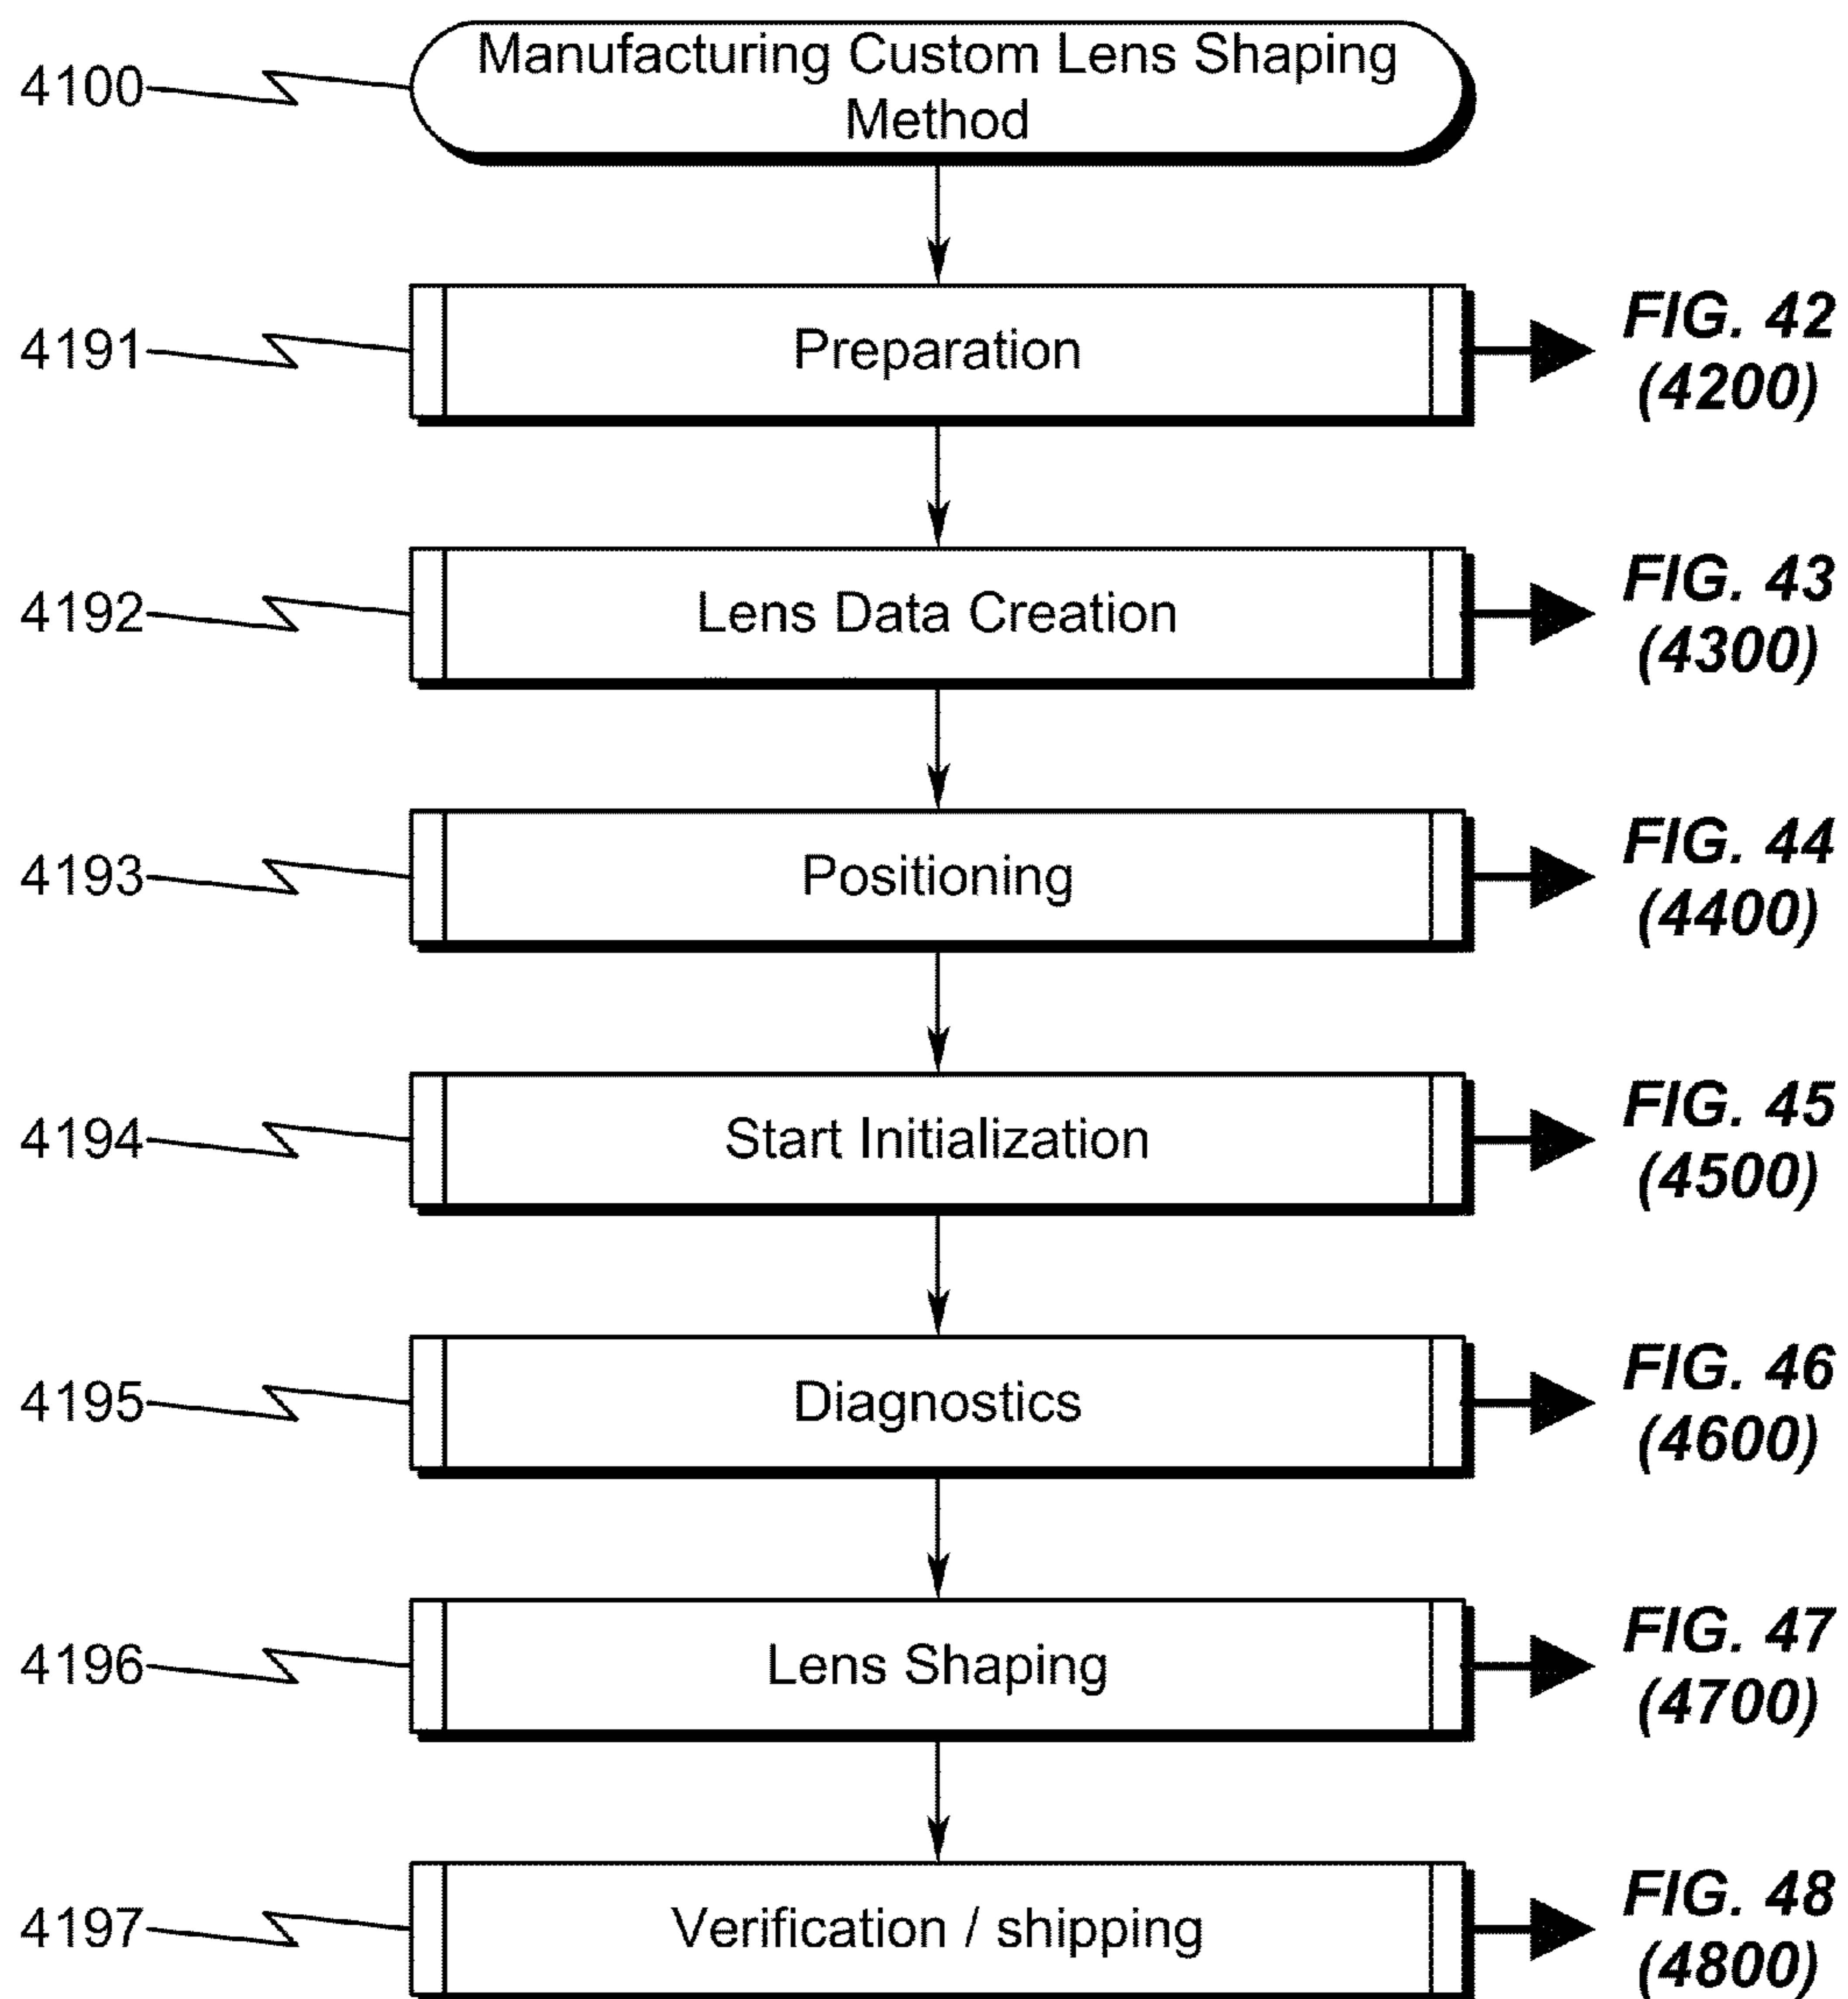 Manufacturing Custom Lens Shaping
4100
Method
FIG. 42
4191
Preparation
(4200)
FIG. 43
4192
Lens Data Creation
(4300)
FIG. 44
4193
Positioning
(4400)
FIG. 45
4194
Start Initialization
(4500)
FIG. 46
4195
Diagnostics
(4600)
FIG. 47
4196
Lens Shaping
(4700)
FIG. 48
4197
Verification / shipping
(4800)